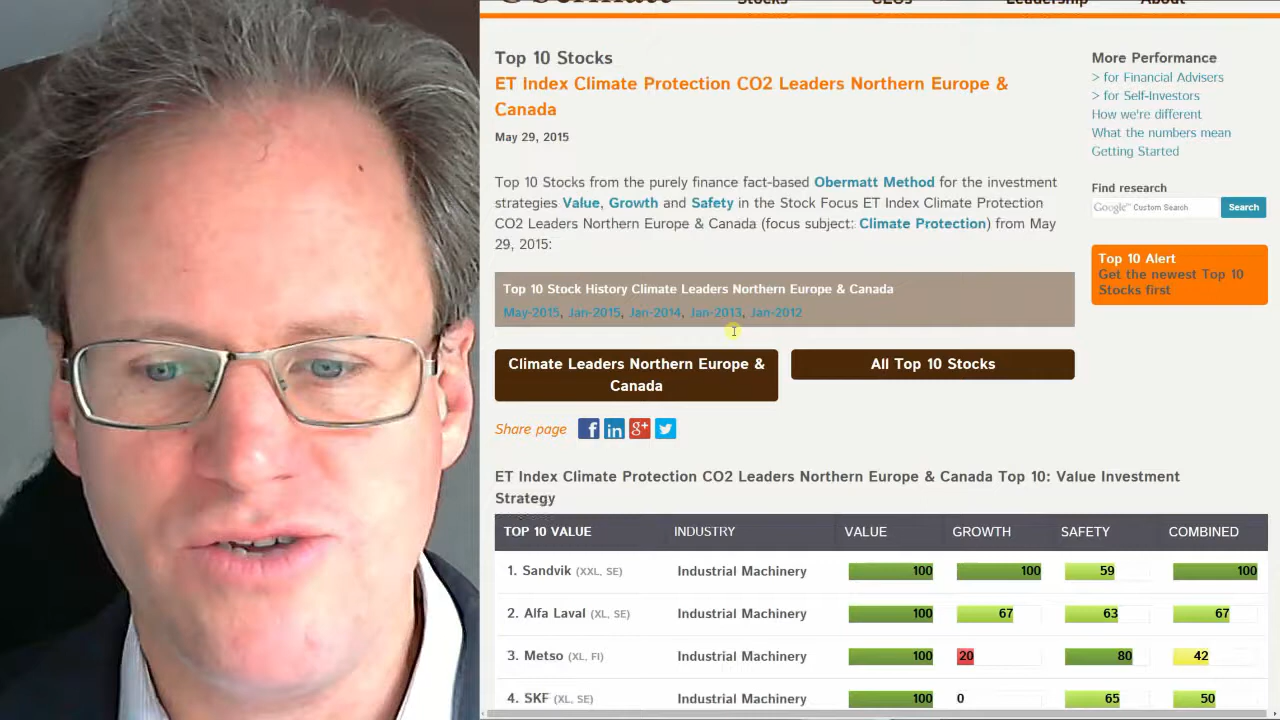 Stocks CEOs Leadership About
Top 10 Stocks
ET Index Climate Protection CO2 Leaders Northern Europe &
Canada
May 29, 2015
Top 10 Stocks from the purely finance fact-based Obermatt Method for the investment
strategies Value, Growth and Safety in the Stock Focus ET Index Climate Protection
CO2 Leaders Northern Europe & Canada (focus subject: Climate Protection) from May
29, 2015:
Top 10 Stock History Climate Leaders Northern Europe & Canada
May-2015, Jan-2015, Jan-2014, Jan-2013, Jan-2012
Climate Leaders Northern Europe &
Canada
All Top 10 Stocks
Share page f in g+
ET Index Climate Protection CO2 Leaders Northern Europe & Canada Top 10: Value Investment
Strategy
TOP 10 VALUE INDUSTRY VALUE GROWTH SAFETY COMBINED
1. Sandvik (XXL, SE) Industrial Machinery 100 100 59 100
2. Alfa Laval (XL, SE) Industrial Machinery 100 67 63 67
3. Metso (XL, FI) Industrial Machinery 100 20 80 42
4. SKF (XL, SE) Industrial Machinery 100 0 65 50
More Performance
> for Financial Advisers
> for Self-Investors
How we're different
What the numbers mean
Getting Started
Find research
Google™ Custom Search Search
Top 10 Alert
Get the newest Top 10
Stocks first